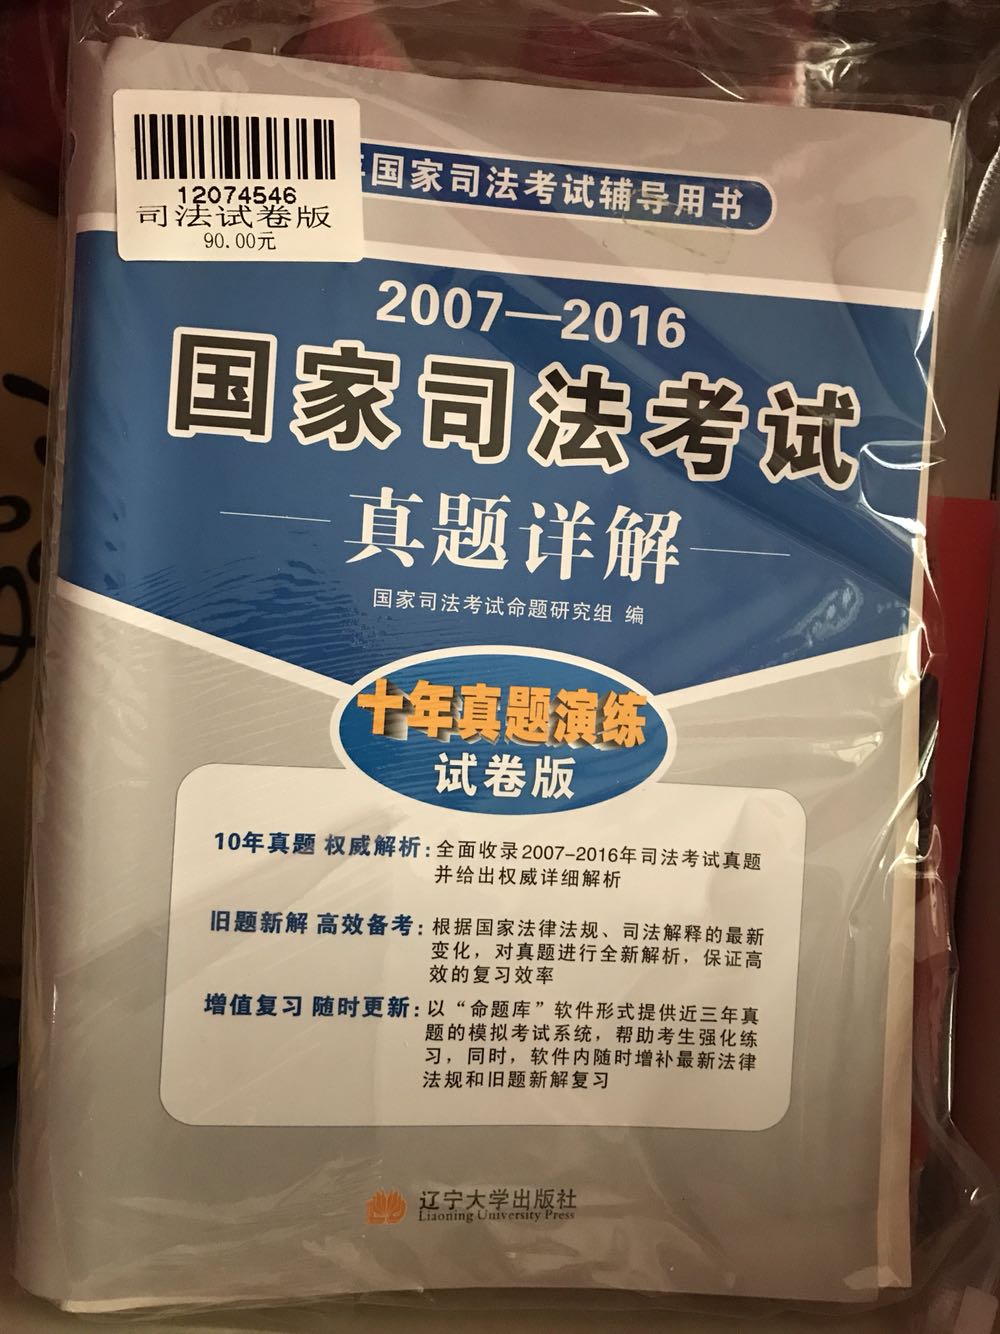 12074546
司法试卷版
90.00元
年国家司法考试辅导用书
2007—2016
国家司法考试
真题详解
国家司法考试命题研究组 编
十年真题演练
试卷版
10年真题 权威解析：全面收录2007-2016年司法考试真题
并给出权威详细解析
旧题新解 高效备考：根据国家法律法规、司法解释的最新
变化，对真题进行全新解析，保证高
效的复习效率
增值复习 随时更新：以“命题库”软件形式提供近三年真
题的模拟考试系统，帮助考生强化练
习，同时，软件内随时增补最新法律
法规和旧题新解复习
辽宁大学出版社
Liaoning University Press